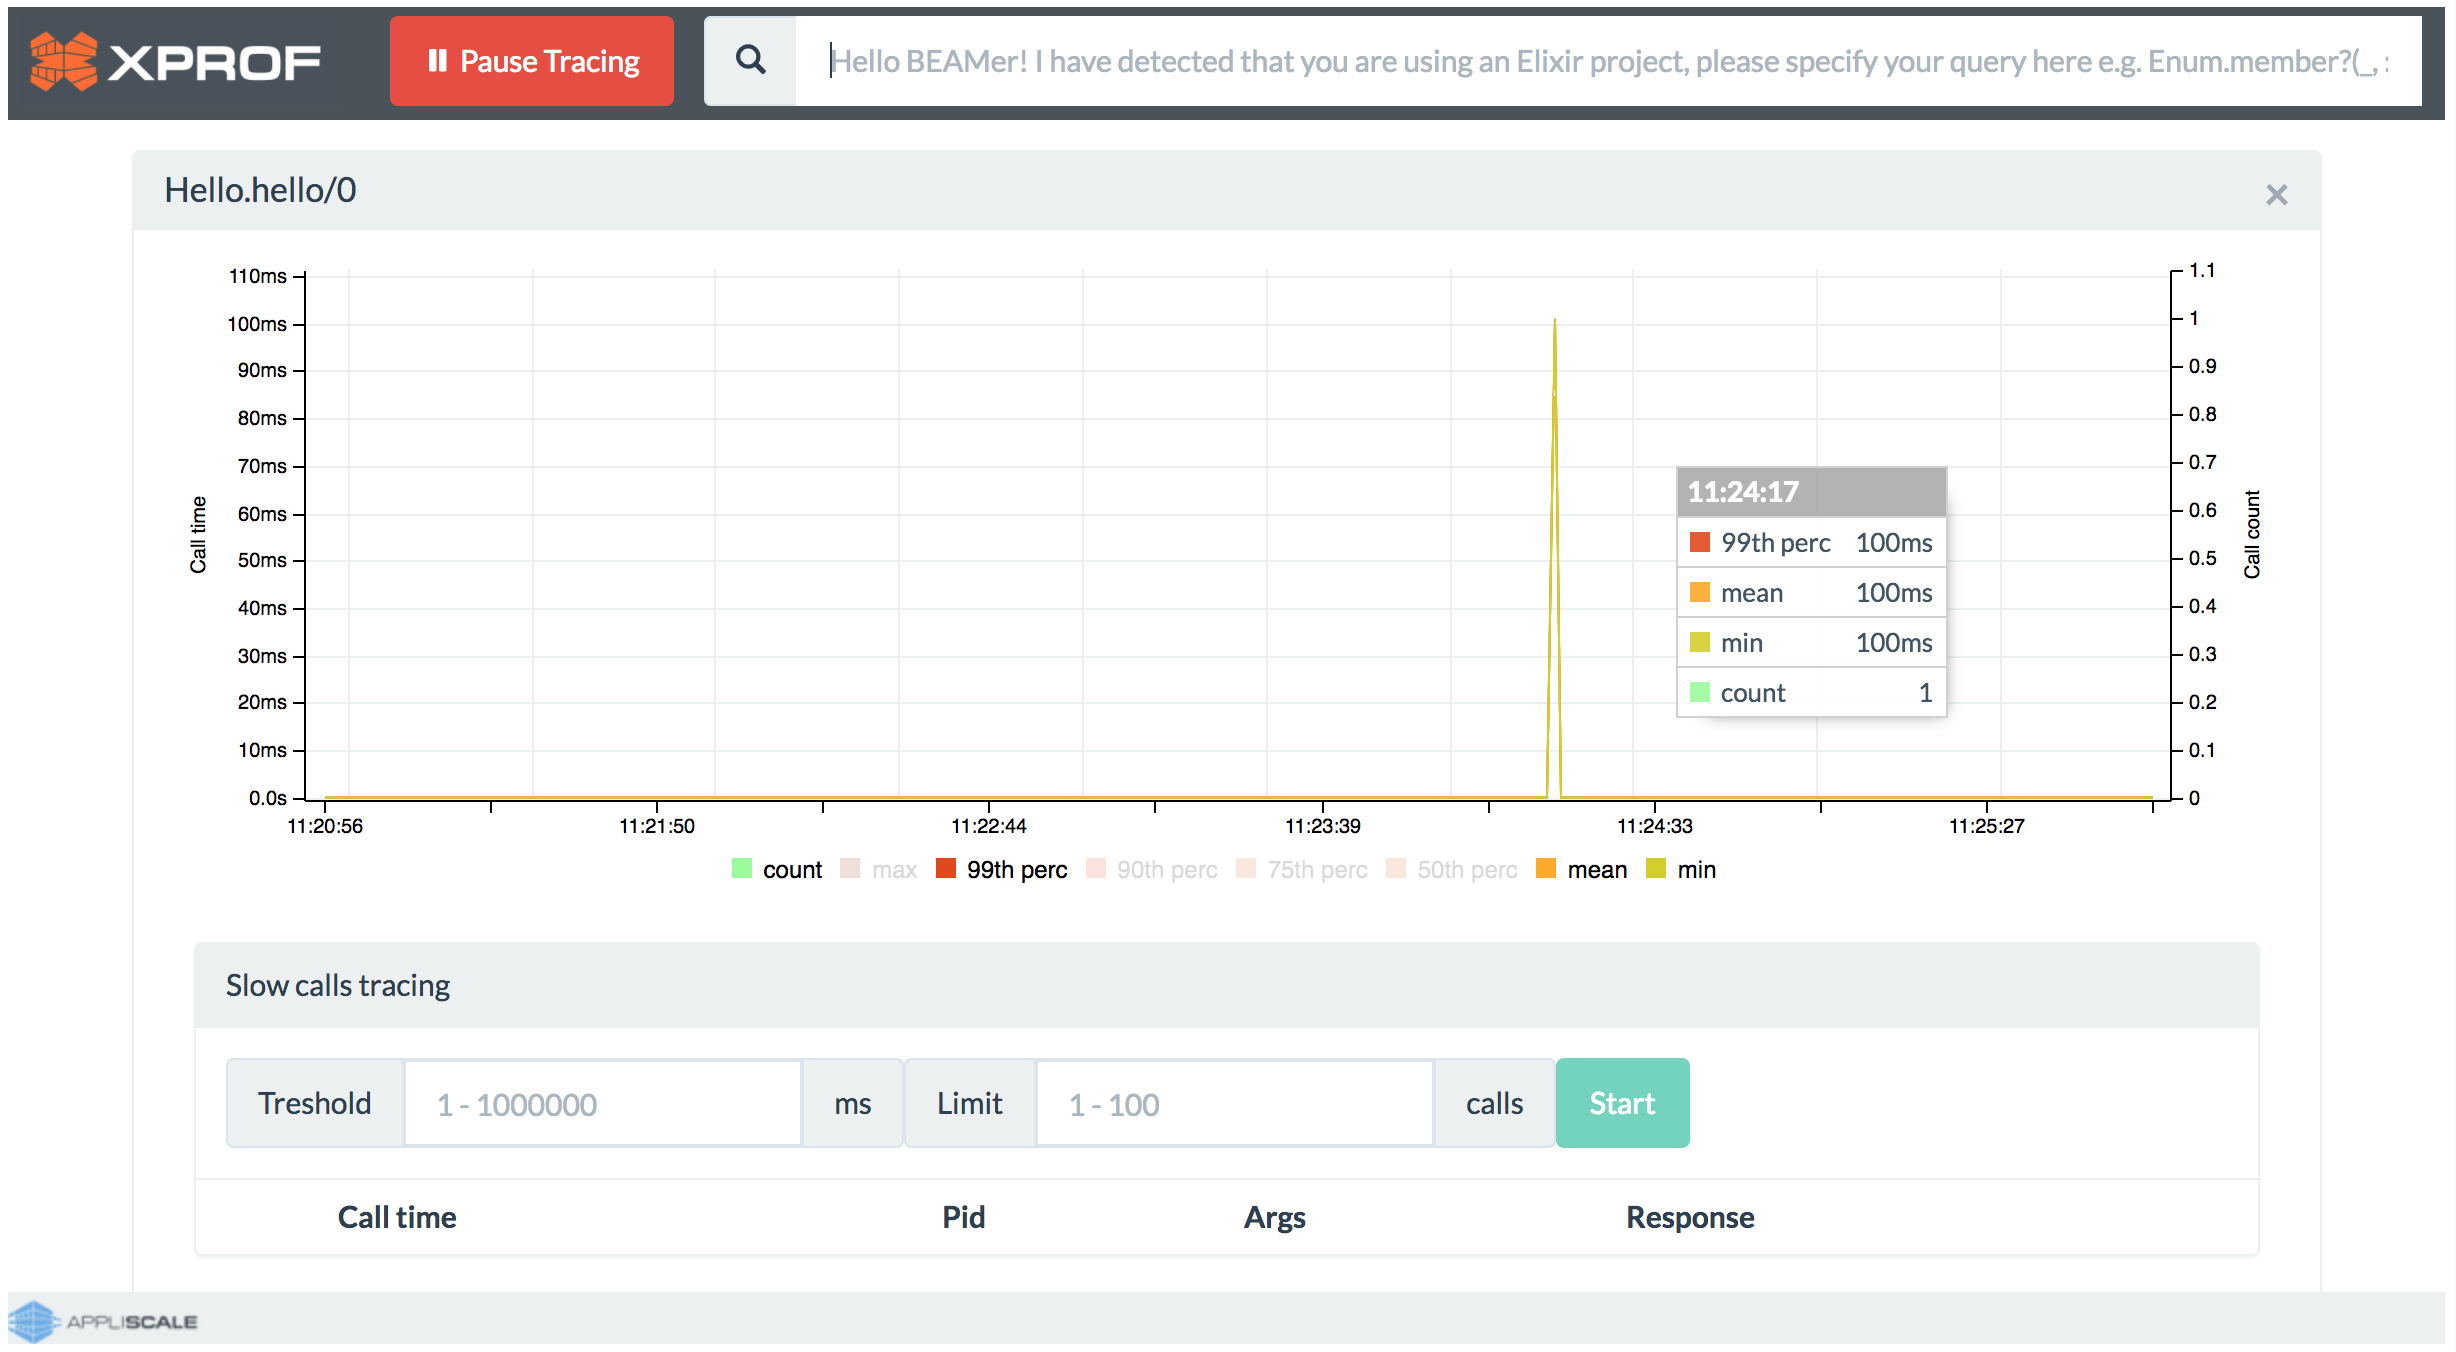 XPROF
Pause Tracing
Hello BEAMer! I have detected that you are using an Elixir project, please specify your query here e.g. Enum.member?(_, :
Hello.hello/0
×
110ms
100ms
90ms
80ms
70ms
60ms
50ms
40ms
30ms
20ms
10ms
0.0s
Call time
1.1
1
0.9
0.8
0.7
0.6
0.5
0.4
0.3
0.2
0.1
0
Call count
11:24:17
99th perc 100ms
mean 100ms
min 100ms
count 1
11:20:56 11:21:50 11:22:44 11:23:39 11:24:33 11:25:27
count max 99th perc 90th perc 75th perc 50th perc mean min
Slow calls tracing
Treshold 1 - 1000000 ms Limit 1 - 100 calls Start
Call time Pid Args Response
APPLISCALE